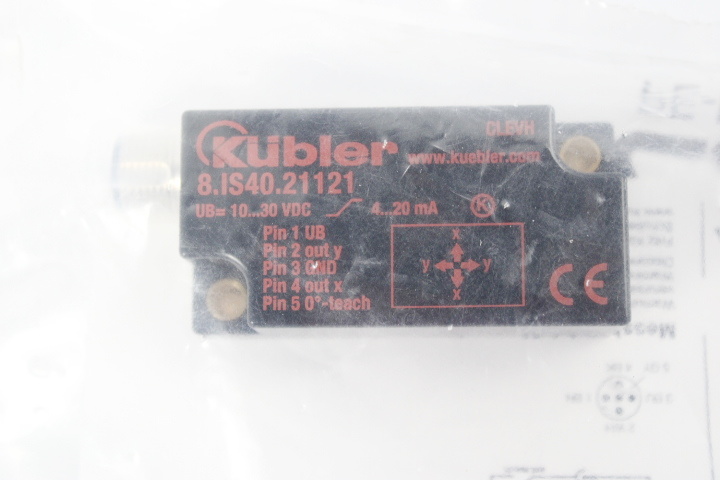 CLBVH
Kübler
www.kuebler.com
8.IS40.21121
UB= 10...30 VDC 4...20 mA K
Pin 1 UB
Pin 2 out y
Pin 3 GND
Pin 4 out x
Pin 5 0°-teach
x
y y
x
CE